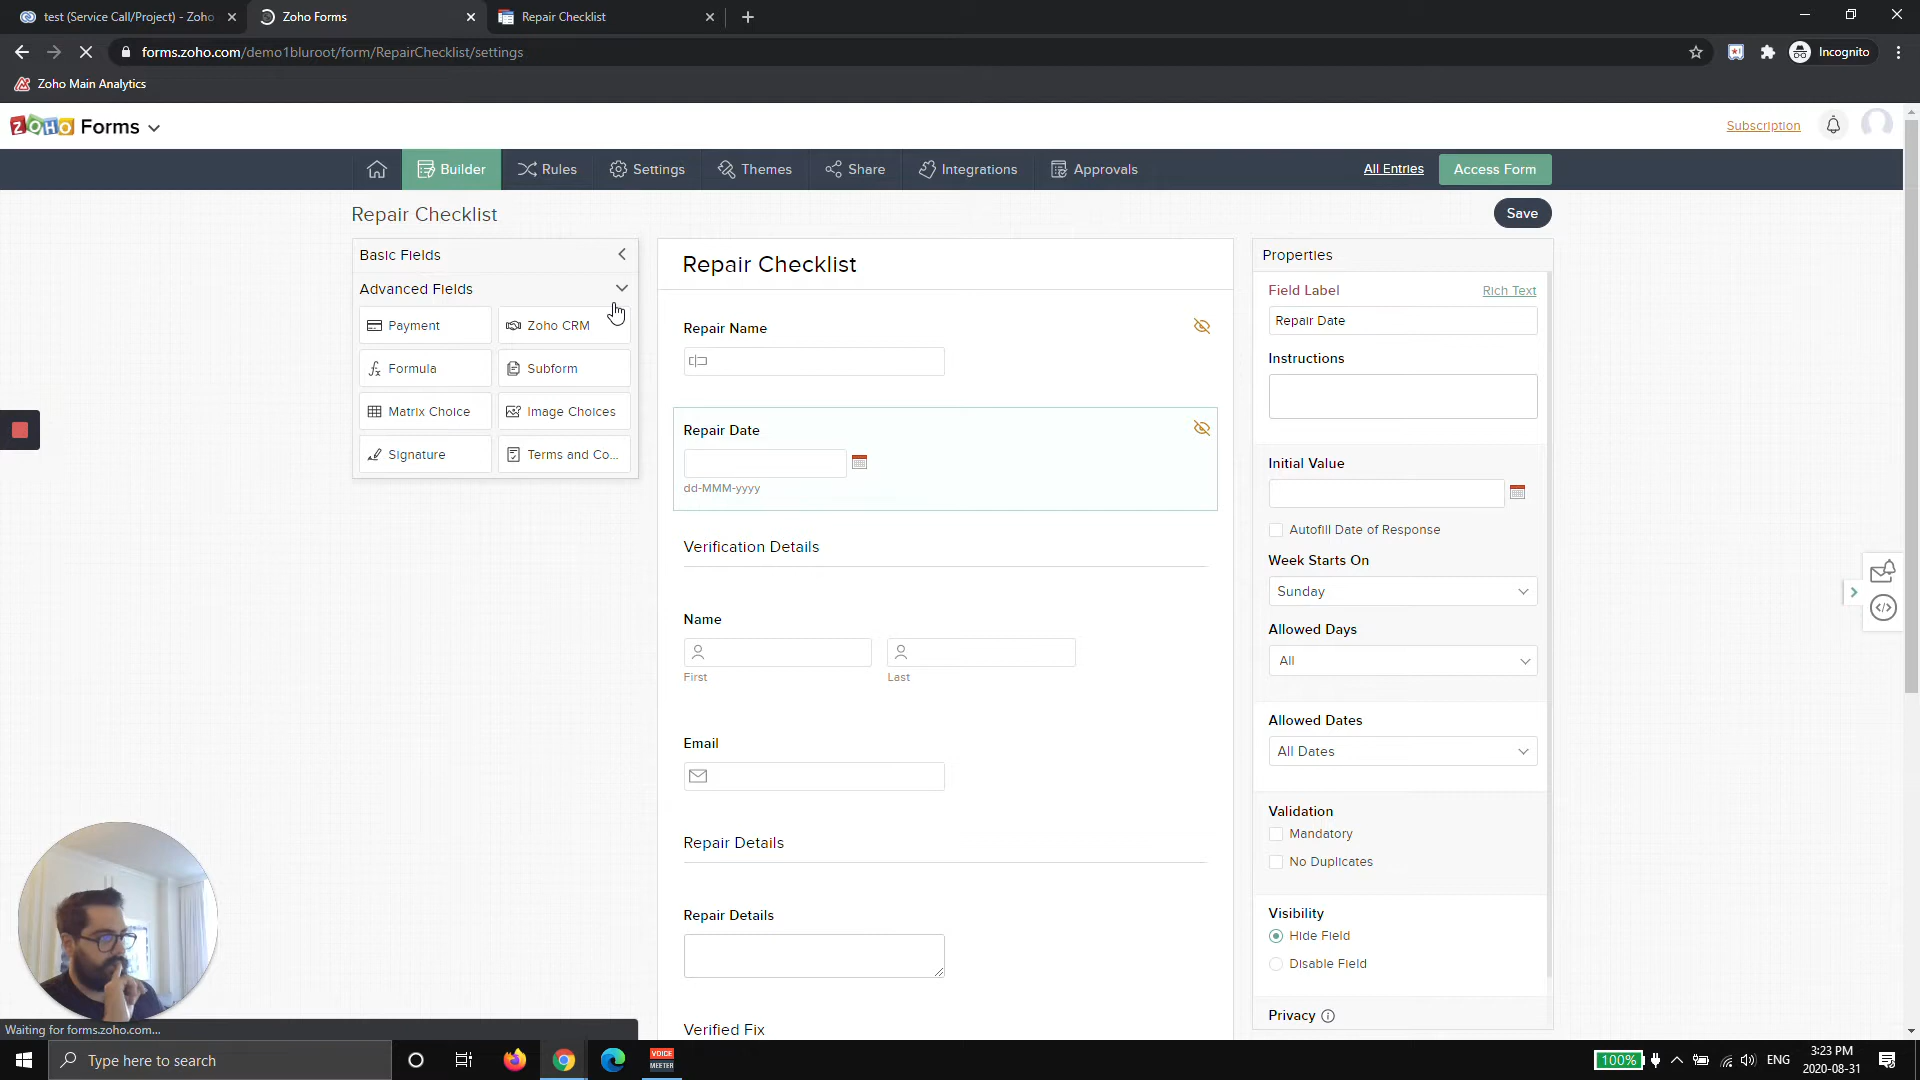 test (Service Call/Project) - Zoho
Zoho Forms
Repair Checklist
forms.zoho.com/demo1bluroot/form/RepairChecklist/settings
Incognito
Zoho Main Analytics
ZOHO Forms
Subscription
Builder
Rules
Settings
Themes
Share
Integrations
Approvals
All Entries
Access Form
Repair Checklist
Save
Basic Fields
Advanced Fields
Payment
Zoho CRM
Formula
Subform
Matrix Choice
Image Choices
Signature
Terms and Co...
Repair Checklist
Repair Name
Repair Date
dd-MMM-yyyy
Verification Details
Name
First
Last
Email
Repair Details
Repair Details
Verified Fix
Properties
Field Label
Rich Text
Repair Date
Instructions
Initial Value
Autofill Date of Response
Week Starts On
Sunday
Allowed Days
All
Allowed Dates
All Dates
Validation
Mandatory
No Duplicates
Visibility
Hide Field
Disable Field
Privacy
Waiting for forms.zoho.com...
Type here to search
VOICE
MEETER
100%
ENG
3:23 PM
2020-08-31